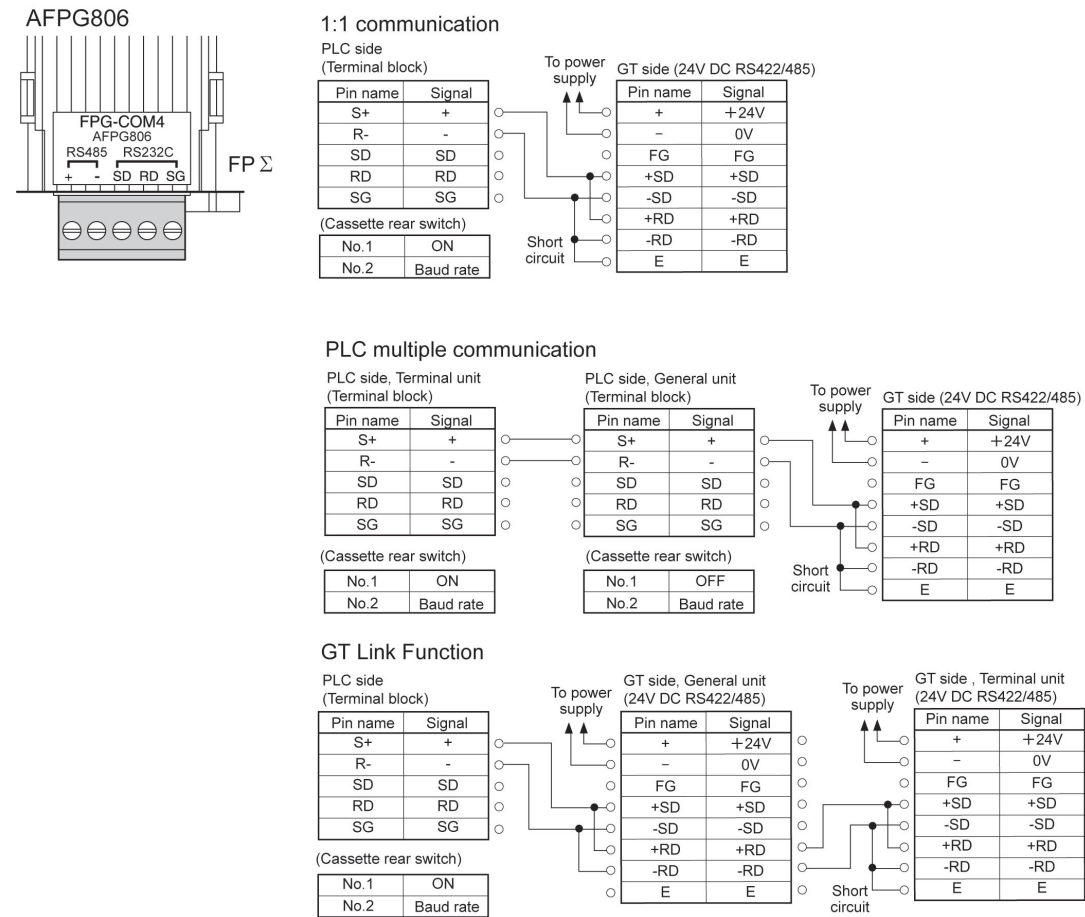 AFPG806
FPG-COM4
AFPG806
RS485 RS232C
+ - SD RD SG
FP Σ
1:1 communication
PLC side
(Terminal block)
Pin name Signal
S+ +
R- -
SD SD
RD RD
SG SG
(Cassette rear switch)
No.1 ON
No.2 Baud rate
To power
supply
Short
circuit
GT side (24V DC RS422/485)
Pin name Signal
+ +24V
− 0V
FG FG
+SD +SD
-SD -SD
+RD +RD
-RD -RD
E E
PLC multiple communication
PLC side, Terminal unit
(Terminal block)
Pin name Signal
S+ +
R- -
SD SD
RD RD
SG SG
(Cassette rear switch)
No.1 ON
No.2 Baud rate
PLC side, General unit
(Terminal block)
Pin name Signal
S+ +
R- -
SD SD
RD RD
SG SG
(Cassette rear switch)
No.1 OFF
No.2 Baud rate
To power
supply
Short
circuit
GT side (24V DC RS422/485)
Pin name Signal
+ +24V
− 0V
FG FG
+SD +SD
-SD -SD
+RD +RD
-RD -RD
E E
GT Link Function
PLC side
(Terminal block)
Pin name Signal
S+ +
R- -
SD SD
RD RD
SG SG
(Cassette rear switch)
No.1 ON
No.2 Baud rate
To power
supply
GT side, General unit
(24V DC RS422/485)
Pin name Signal
+ +24V
− 0V
FG FG
+SD +SD
-SD -SD
+RD +RD
-RD -RD
E E
To power
supply
Short
circuit
GT side , Terminal unit
(24V DC RS422/485)
Pin name Signal
+ +24V
− 0V
FG FG
+SD +SD
-SD -SD
+RD +RD
-RD -RD
E E